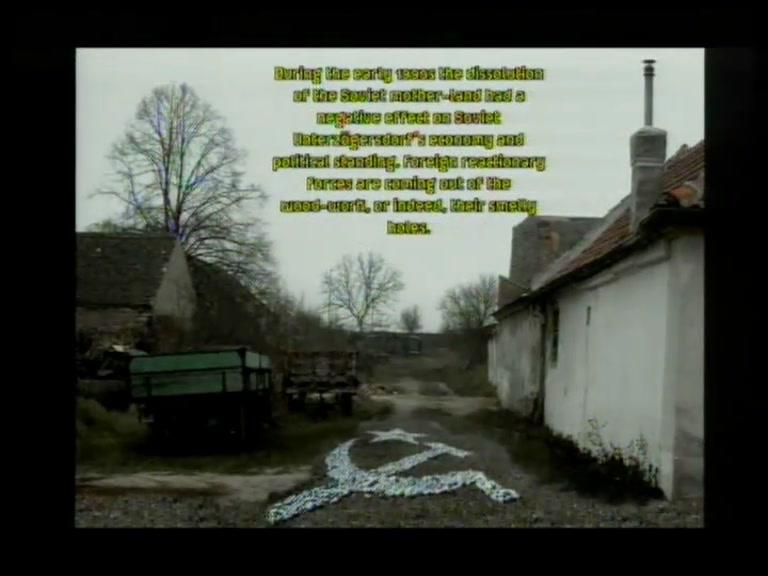 During the early 1990s the dissolution
of the Soviet mother-land had a
negative effect on Soviet
Unterzögersdorf's economy and
political standing. Foreign reactionary
forces are coming out of the
wood-work, or indeed, their smelly
holes.